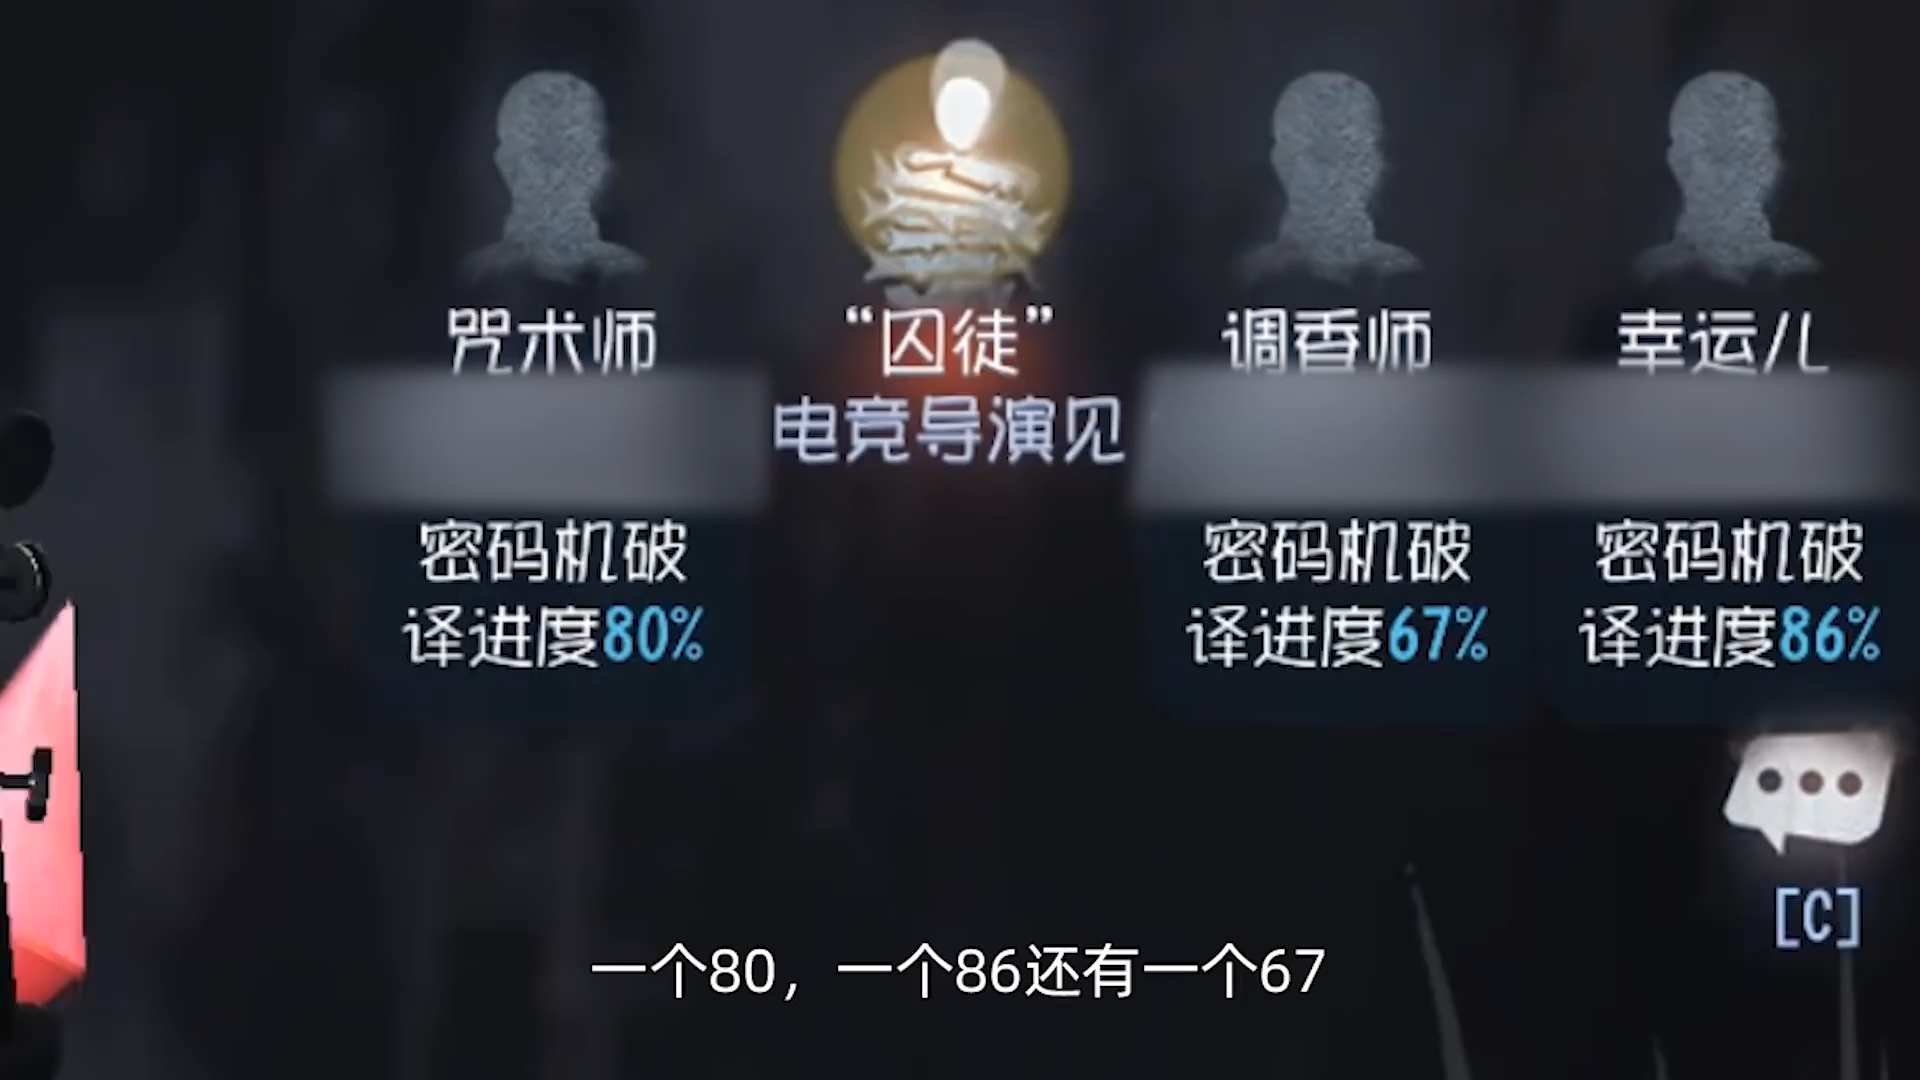 咒术师
“囚徒”
调香师
幸运儿
电竞导演见
密码机破
译进度80%
密码机破
译进度67%
密码机破
译进度86%
[C]
一个80，一个86还有一个67